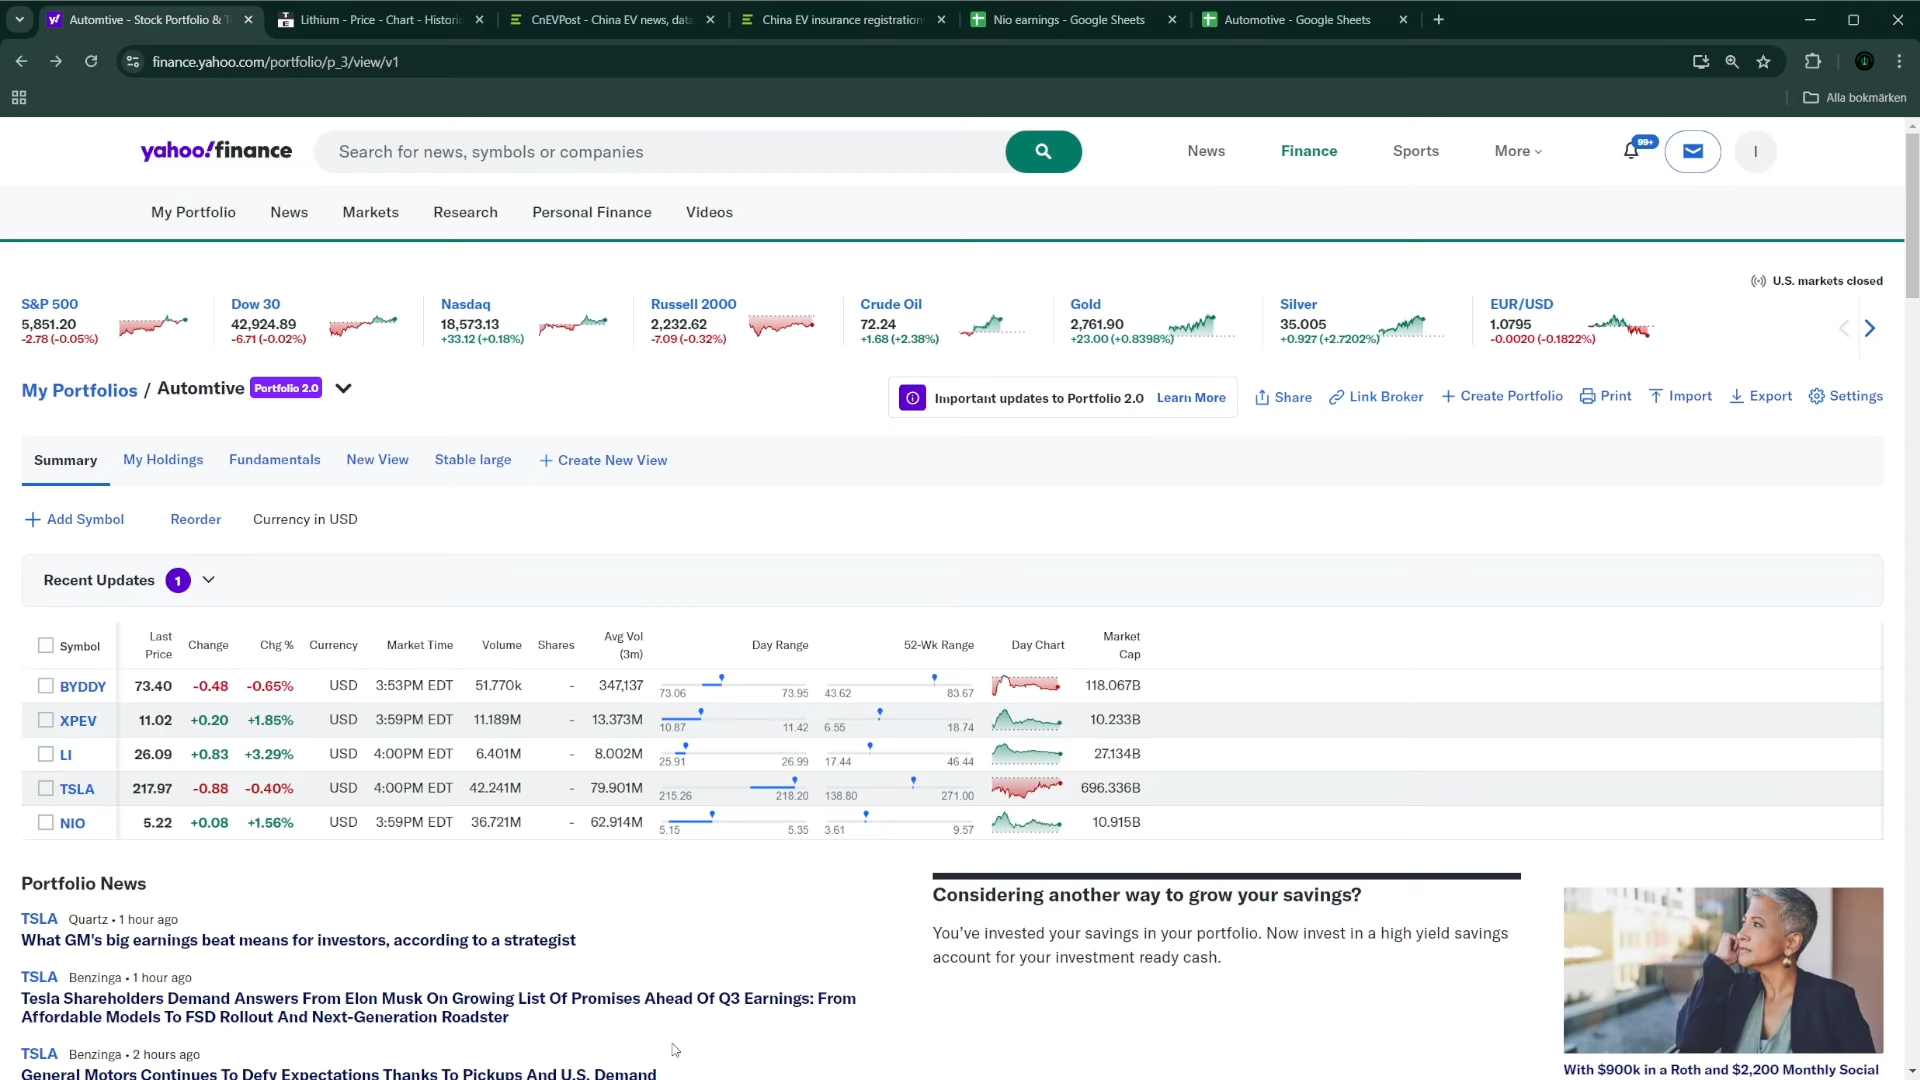 Automtive - Stock Portfolio & T
Lithium - Price - Chart - Historic
CnEVPost - China EV news, data
China EV insurance registration
Nio earnings - Google Sheets
Automotive - Google Sheets
finance.yahoo.com/portfolio/p_3/view/v1
Alla bokmärken
yahoo!finance
Search for news, symbols or companies
News
Finance
Sports
More
99+
I
My Portfolio
News
Markets
Research
Personal Finance
Videos
U.S. markets closed
S&P 500
5,851.20
-2.78 (-0.05%)
Dow 30
42,924.89
-6.71 (-0.02%)
Nasdaq
18,573.13
+33.12 (+0.18%)
Russell 2000
2,232.62
-7.09 (-0.32%)
Crude Oil
72.24
+1.68 (+2.38%)
Gold
2,761.90
+23.00 (+0.8398%)
Silver
35.005
+0.927 (+2.7202%)
EUR/USD
1.0795
-0.0020 (-0.1822%)
My Portfolios / Automtive Portfolio 2.0
Important updates to Portfolio 2.0 Learn More
Share
Link Broker
Create Portfolio
Print
Import
Export
Settings
Summary
My Holdings
Fundamentals
New View
Stable large
Create New View
Add Symbol
Reorder
Currency in USD
Recent Updates 1
Symbol Last Price Change Chg % Currency Market Time Volume Shares Avg Vol (3m) Day Range 52-Wk Range Day Chart Market Cap
BYDDY 73.40 -0.48 -0.65% USD 3:53PM EDT 51.770k - 347,137 73.06 73.95 43.62 83.67 118.067B
XPEV 11.02 +0.20 +1.85% USD 3:59PM EDT 11.189M - 13.373M 10.87 11.42 6.55 18.74 10.233B
LI 26.09 +0.83 +3.29% USD 4:00PM EDT 6.401M - 8.002M 25.91 26.99 17.44 46.44 27.134B
TSLA 217.97 -0.88 -0.40% USD 4:00PM EDT 42.241M - 79.901M 215.26 218.20 138.80 271.00 696.336B
NIO 5.22 +0.08 +1.56% USD 3:59PM EDT 36.721M - 62.914M 5.15 5.35 3.61 9.57 10.915B
Portfolio News
TSLA Quartz • 1 hour ago
What GM's big earnings beat means for investors, according to a strategist
TSLA Benzinga • 1 hour ago
Tesla Shareholders Demand Answers From Elon Musk On Growing List Of Promises Ahead Of Q3 Earnings: From
Affordable Models To FSD Rollout And Next-Generation Roadster
TSLA Benzinga • 2 hours ago
General Motors Continues To Defy Expectations Thanks To Pickups And U.S. Demand
Considering another way to grow your savings?
You've invested your savings in your portfolio. Now invest in a high yield savings
account for your investment ready cash.
With $900k in a Roth and $2,200 Monthly Social